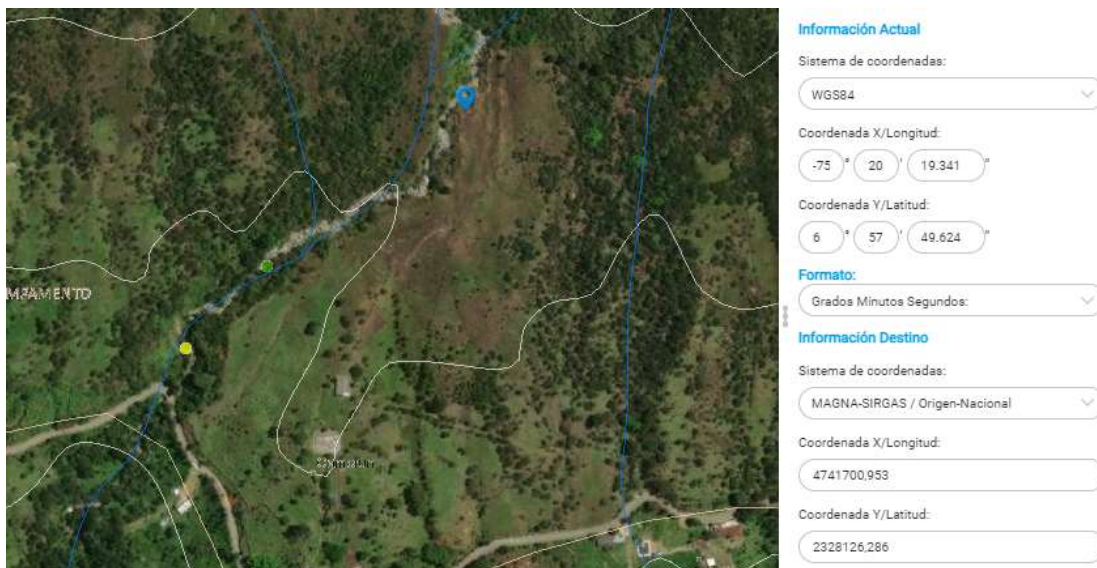 MPAMENTO
Información Actual
Sistema de coordenadas:
WGS84
Coordenada X/Longitud:
-75 ° 20 ' 19.341 "
Coordenada Y/Latitud:
6 ° 57 ' 49.624 "
Formato:
Grados Minutos Segundos:
Información Destino
Sistema de coordenadas:
MAGNA-SIRGAS / Origen-Nacional
Coordenada X/Longitud:
4741700,953
Coordenada Y/Latitud:
2328126,286